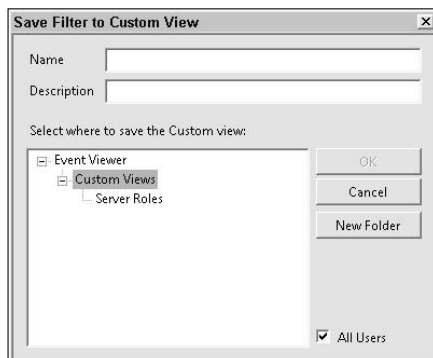 Save Filter to Custom View
Name
Description
Select where to save the Custom view:
Event Viewer
Custom Views
Server Roles
OK
Cancel
New Folder
All Users